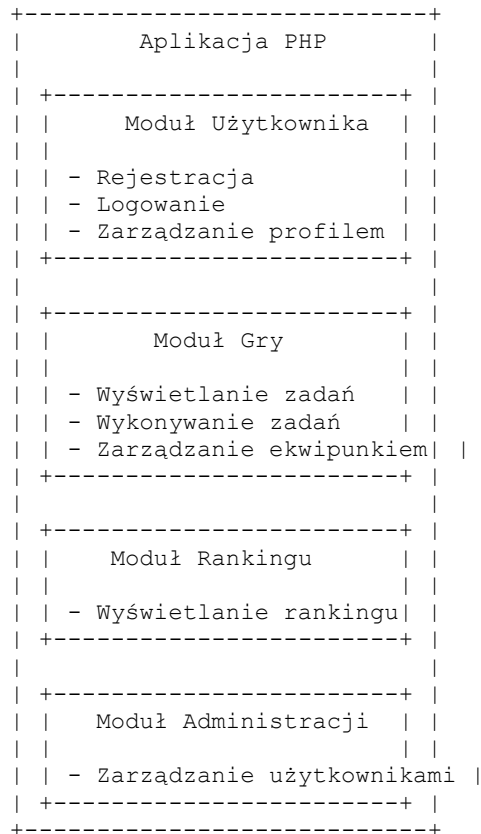 Aplikacja PHP
Moduł Użytkownika
- Rejestracja
- Logowanie
- Zarządzanie profilem
Moduł Gry
- Wyświetlanie zadań
- Wykonywanie zadań
- Zarządzanie ekwipunkiem
Moduł Rankingu
- Wyświetlanie rankingu
Moduł Administracji
- Zarządzanie użytkownikami